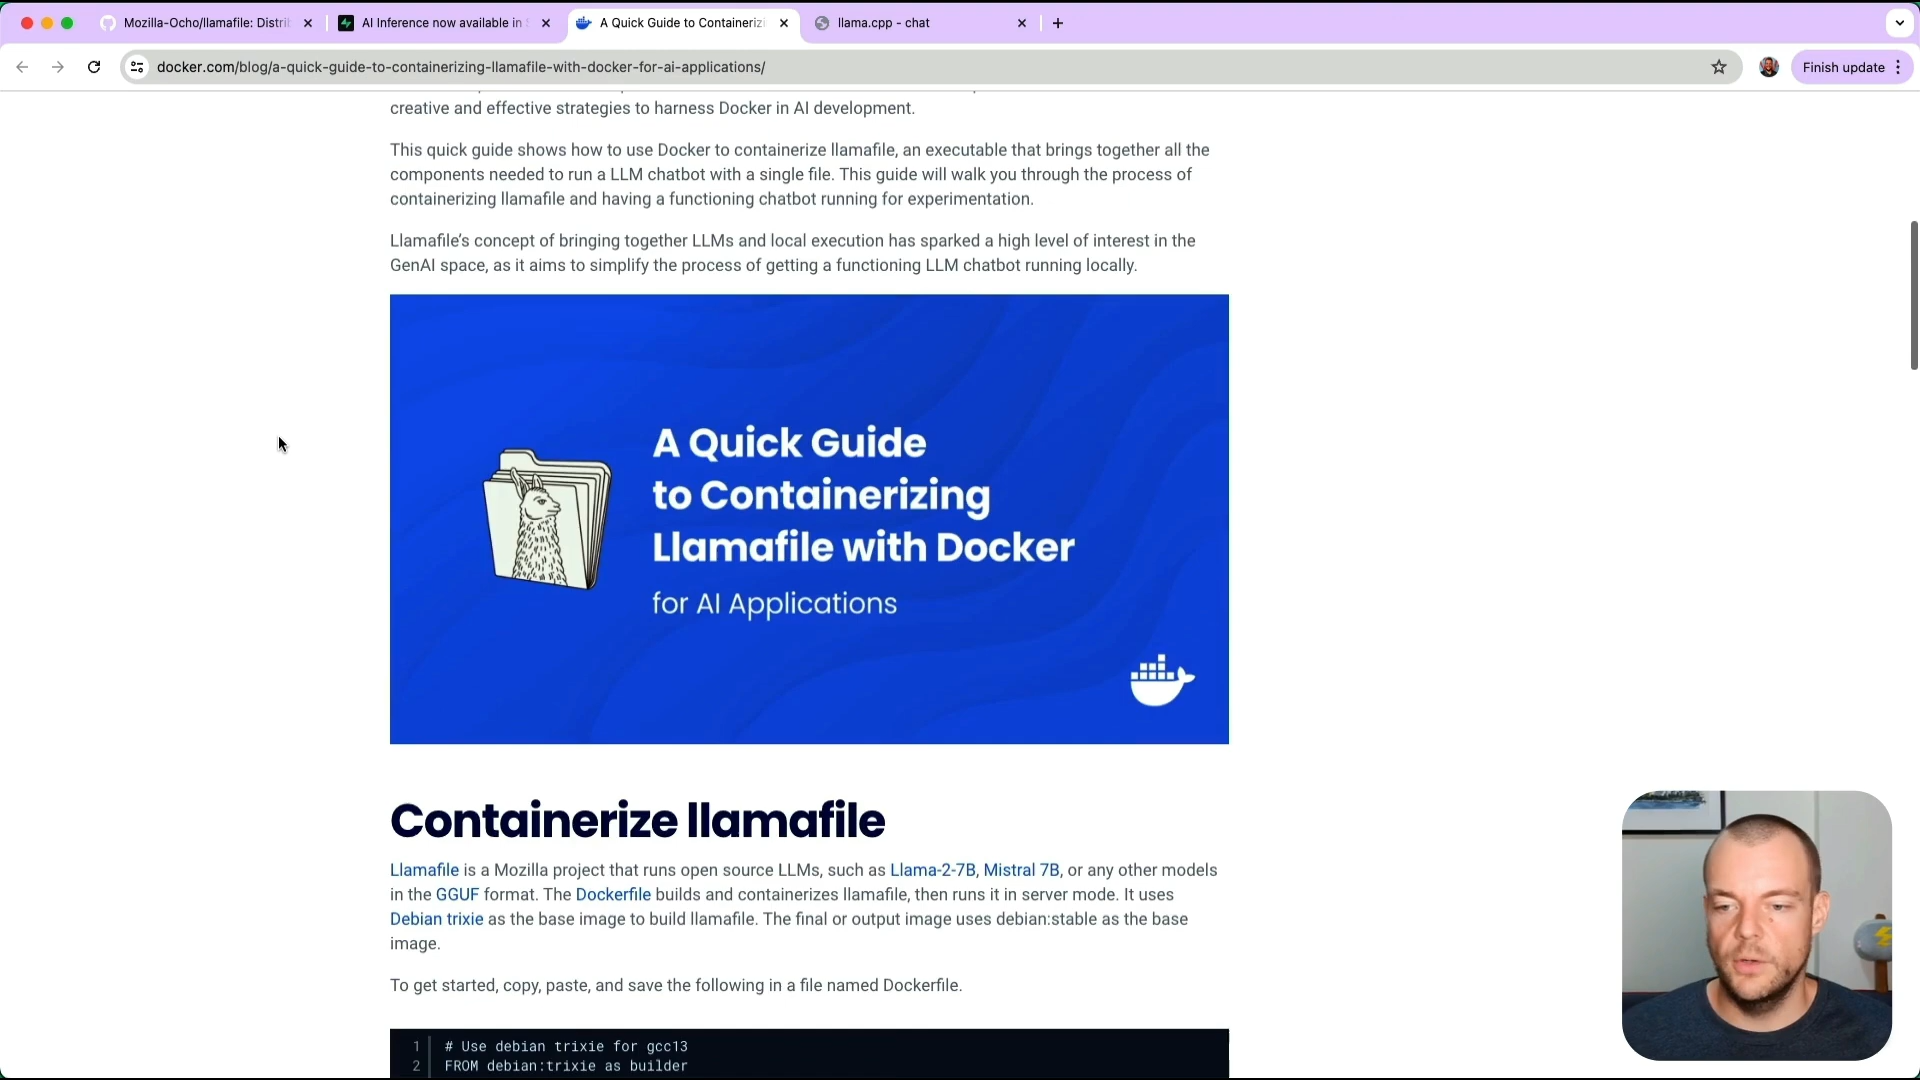 Mozilla-Ocho/llamafile: Distrib
AI Inference now available in S
A Quick Guide to Containerizi
llama.cpp - chat
docker.com/blog/a-quick-guide-to-containerizing-llamafile-with-docker-for-ai-applications/
Finish update
creative and effective strategies to harness Docker in AI development.
This quick guide shows how to use Docker to containerize llamafile, an executable that brings together all the
components needed to run a LLM chatbot with a single file. This guide will walk you through the process of
containerizing llamafile and having a functioning chatbot running for experimentation.
Llamafile’s concept of bringing together LLMs and local execution has sparked a high level of interest in the
GenAI space, as it aims to simplify the process of getting a functioning LLM chatbot running locally.
A Quick Guide
to Containerizing
Llamafile with Docker
for AI Applications
Containerize llamafile
Llamafile is a Mozilla project that runs open source LLMs, such as Llama-2-7B, Mistral 7B, or any other models
in the GGUF format. The Dockerfile builds and containerizes llamafile, then runs it in server mode. It uses
Debian trixie as the base image to build llamafile. The final or output image uses debian:stable as the base
image.
To get started, copy, paste, and save the following in a file named Dockerfile.
1 # Use debian trixie for gcc13
2 FROM debian:trixie as builder